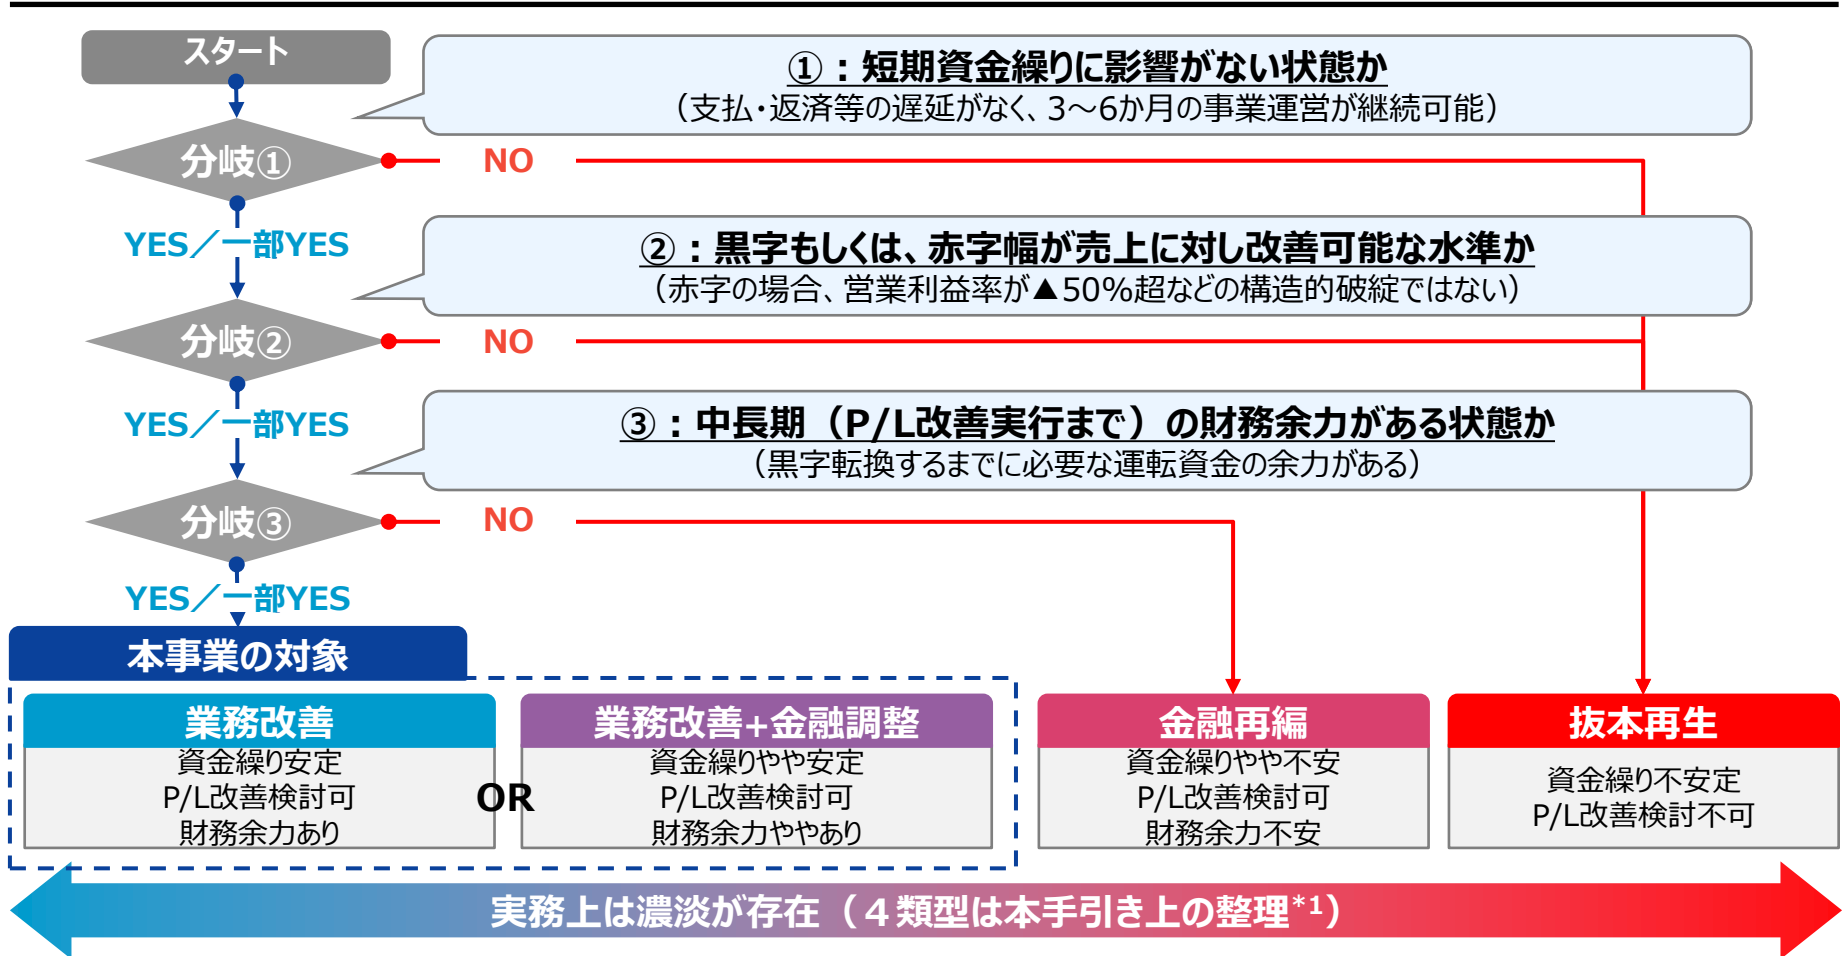 スタート
①：短期資金繰りに影響がない状態か
（支払・返済等の遅延がなく、3～6か月の事業運営が継続可能）
分岐①
NO
YES／一部YES
②：黒字もしくは、赤字幅が売上に対し改善可能な水準か
（赤字の場合、営業利益率が▲50%超などの構造的破綻ではない）
分岐②
NO
YES／一部YES
③：中長期（P/L改善実行まで）の財務余力がある状態か
（黒字転換するまでに必要な運転資金の余力がある）
分岐③
NO
YES／一部YES
本事業の対象
業務改善
資金繰り安定
P/L改善検討可
財務余力あり
OR
業務改善+金融調整
資金繰りやや安定
P/L改善検討可
財務余力ややあり
金融再編
資金繰りやや不安
P/L改善検討可
財務余力不安
抜本再生
資金繰り不安定
P/L改善検討不可
実務上は濃淡が存在（４類型は本手引き上の整理*1）